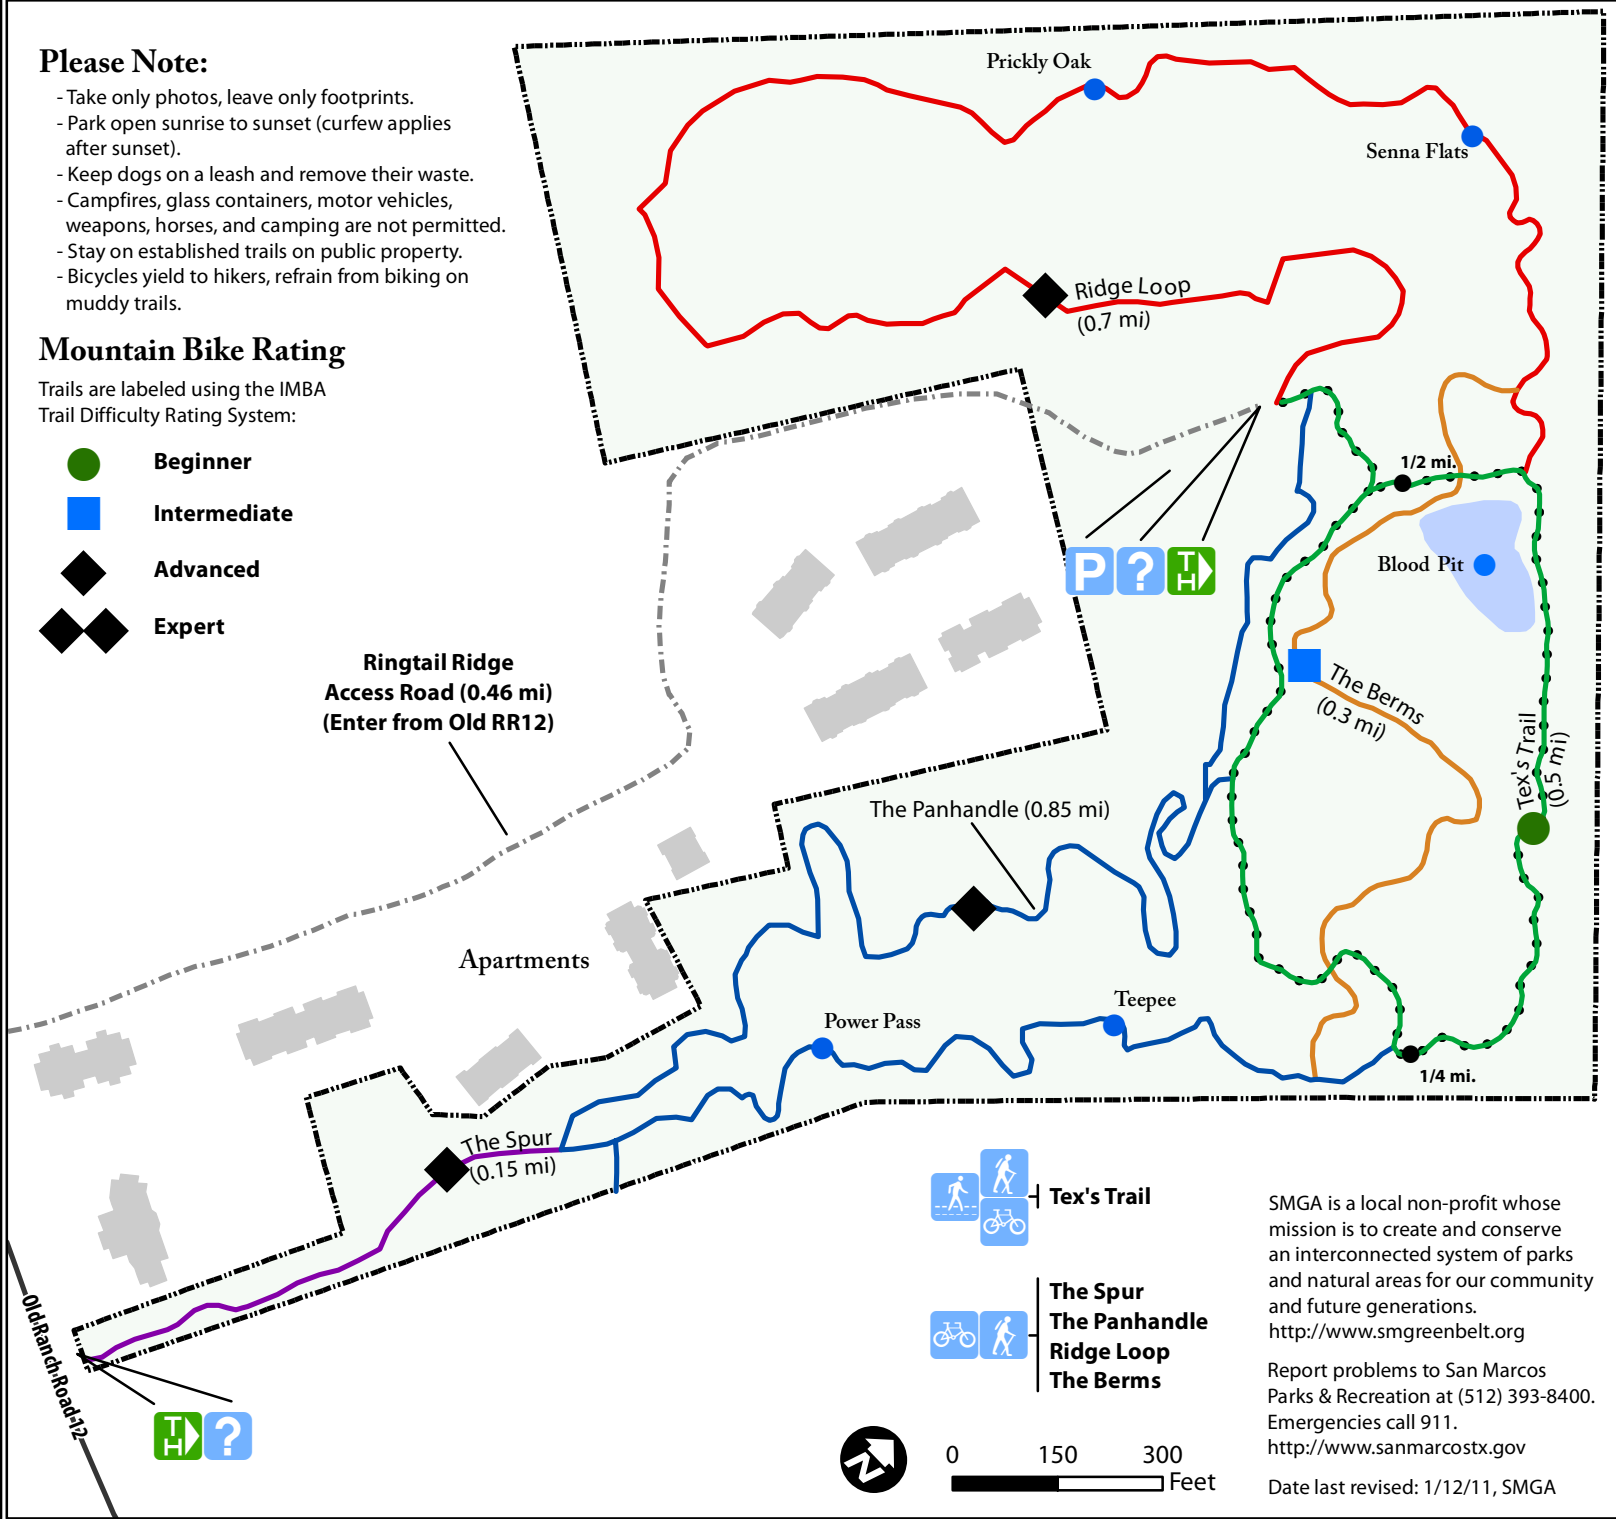 Please Note:
- Take only photos, leave only footprints.
- Park open sunrise to sunset (curfew applies
after sunset).
- Keep dogs on a leash and remove their waste.
- Campfires, glass containers, motor vehicles,
weapons, horses, and camping are not permitted.
- Stay on established trails on public property.
- Bicycles yield to hikers, refrain from biking on
muddy trails.
Mountain Bike Rating
Trails are labeled using the IMBA
Trail Difficulty Rating System:
Beginner
Intermediate
Advanced
Expert
Prickly Oak
Senna Flats
Ridge Loop
(0.7 mi)
1/2 mi.
P
?
TH
Blood Pit
The Berms
(0.3 mi)
Tex's Trail
(0.5 mi)
Ringtail Ridge
Access Road (0.46 mi)
(Enter from Old RR12)
The Panhandle (0.85 mi)
Apartments
Power Pass
Teepee
1/4 mi.
The Spur
(0.15 mi)
Old Ranch Road 12
TH
?
Tex's Trail
The Spur
The Panhandle
Ridge Loop
The Berms
N
0 150 300
Feet
SMGA is a local non-profit whose
mission is to create and conserve
an interconnected system of parks
and natural areas for our community
and future generations.
http://www.smgreenbelt.org
Report problems to San Marcos
Parks & Recreation at (512) 393-8400.
Emergencies call 911.
http://www.sanmarcostx.gov
Date last revised: 1/12/11, SMGA